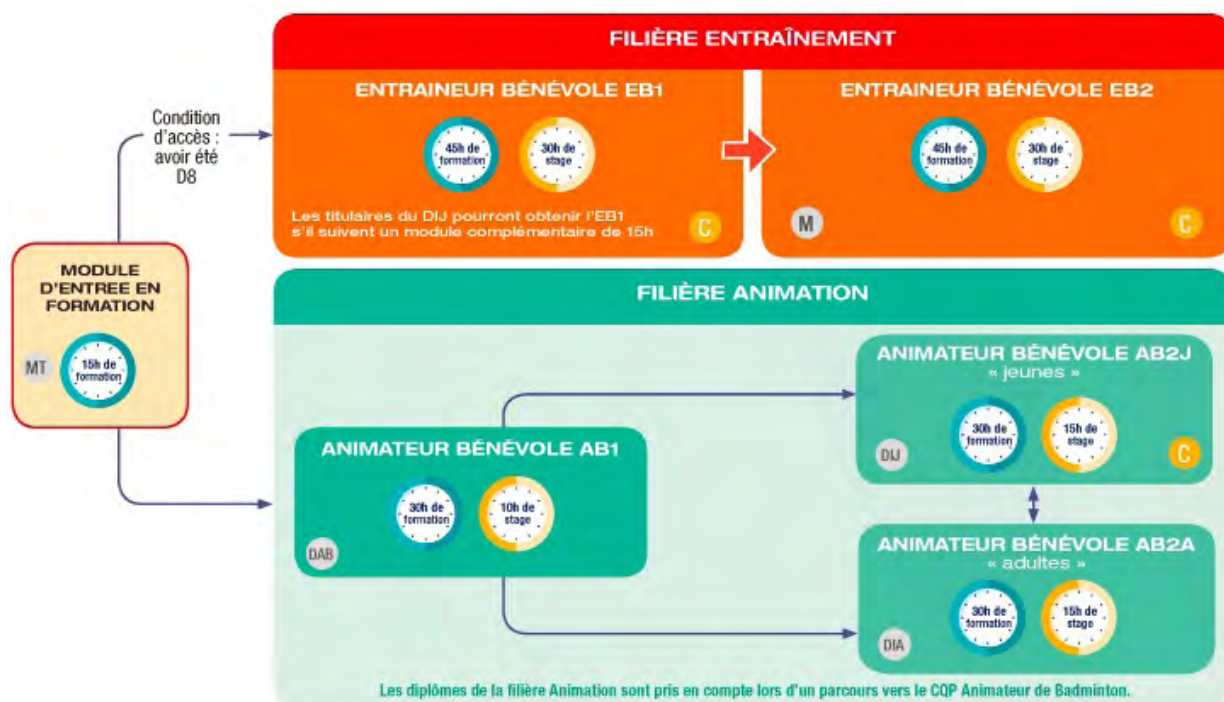 FILIÈRE ENTRAÎNEMENT
ENTRAINEUR BÉNÉVOLE EB1
45h de
formation
30h de
stage
Les titulaires du DIJ pourront obtenir l'EB1
s'il suivent un module complémentaire de 15h
C
ENTRAINEUR BÉNÉVOLE EB2
45h de
formation
30h de
stage
M
C
Condition
d'accès :
avoir été
D8
MODULE
D'ENTREE EN
FORMATION
MT
15h de
formation
FILIÈRE ANIMATION
ANIMATEUR BÉNÉVOLE AB1
30h de
formation
10h de
stage
DAB
ANIMATEUR BÉNÉVOLE AB2J
« jeunes »
30h de
formation
15h de
stage
DIJ
C
ANIMATEUR BÉNÉVOLE AB2A
« adultes »
30h de
formation
15h de
stage
DIA
Les diplômes de la filière Animation sont pris en compte lors d'un parcours vers le CQP Animateur de Badminton.